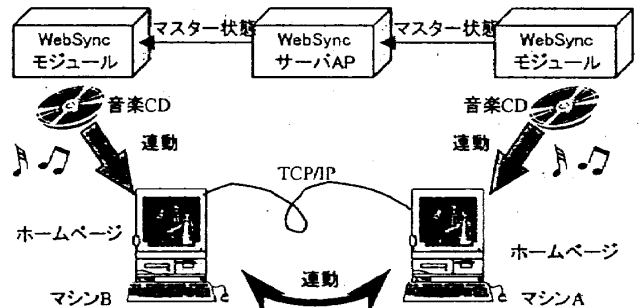 マスター状態
マスター状態
WebSync
モジュール
WebSync
サーバAP
WebSync
モジュール
音楽CD
音楽CD
連動
連動
TCP/IP
ホームページ
ホームページ
連動
マシンB
マシンA